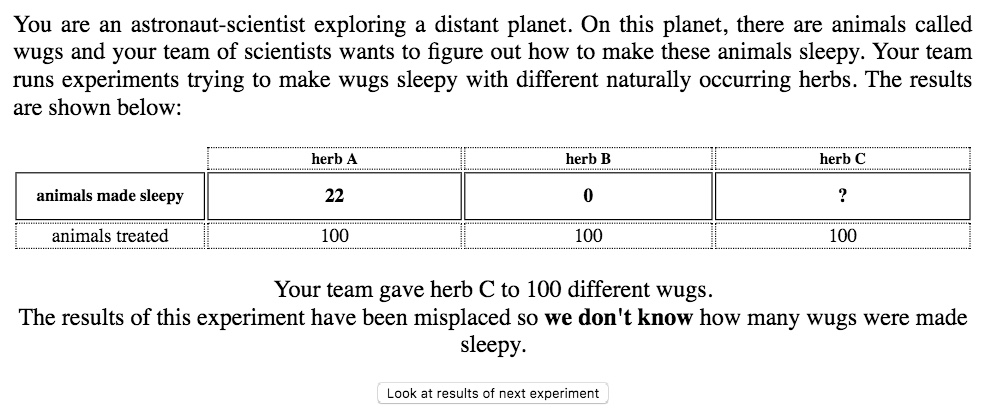 You are an astronaut-scientist exploring a distant planet. On this planet, there are animals called
wugs and your team of scientists wants to figure out how to make these animals sleepy. Your team
runs experiments trying to make wugs sleepy with different naturally occurring herbs. The results
are shown below:
herb A herb B herb C
animals made sleepy 22 0 ?
animals treated 100 100 100
Your team gave herb C to 100 different wugs.
The results of this experiment have been misplaced so we don't know how many wugs were made
sleepy.
Look at results of next experiment